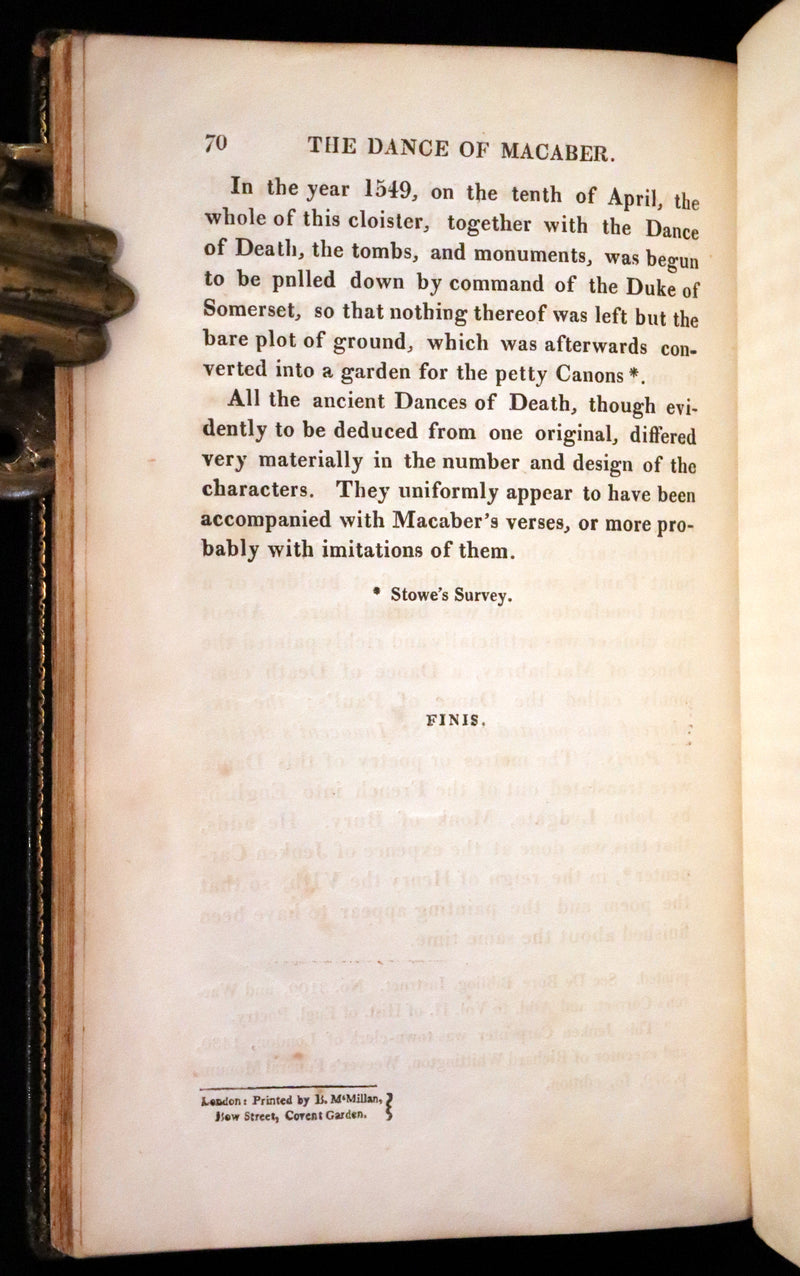 70 THE DANCE OF MACABER.
In the year 1549, on the tenth of April, the
whole of this cloister, together with the Dance
of Death, the tombs, and monuments, was begun
to be pulled down by command of the Duke of
Somerset, so that nothing thereof was left but the
bare plot of ground, which was afterwards con-
verted into a garden for the petty Canons *.
All the ancient Dances of Death, though evi-
dently to be deduced from one original, differed
very materially in the number and design of the
characters. They uniformly appear to have been
accompanied with Macaber's verses, or more pro-
bably with imitations of them.
* Stowe's Survey.
FINIS.
London: Printed by B. M‘Millan, }
Bow Street, Covent Garden.